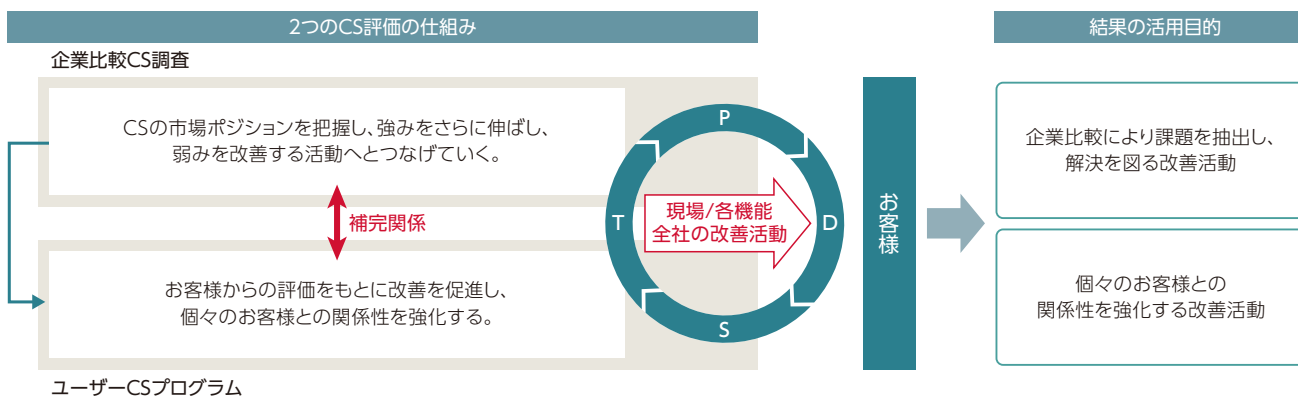 2つのCS評価の仕組み
企業比較CS調査
CSの市場ポジションを把握し、強みをさらに伸ばし、
弱みを改善する活動へとつなげていく。
補完関係
お客様からの評価をもとに改善を促進し、
個々のお客様との関係性を強化する。
ユーザーCSプログラム
P
D
S
T
現場/各機能
全社の改善活動
お客様
結果の活用目的
企業比較により課題を抽出し、
解決を図る改善活動
個々のお客様との
関係性を強化する改善活動